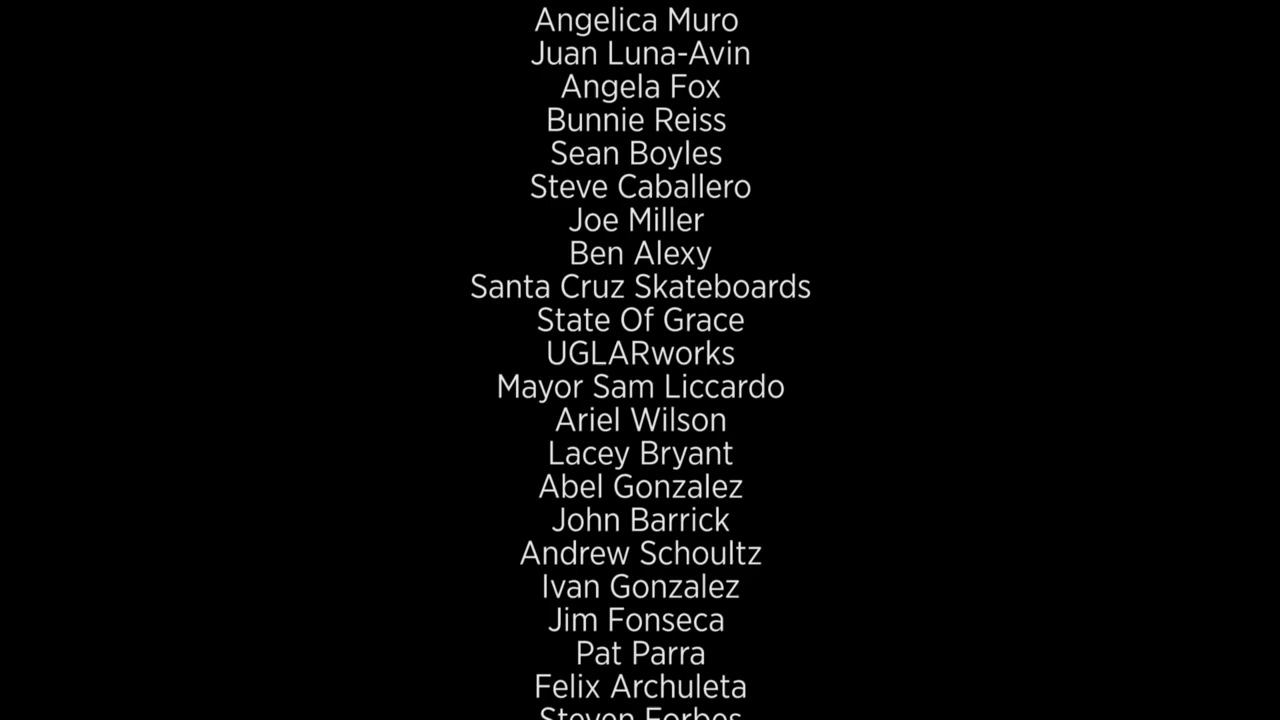 Angelica Muro
Juan Luna-Avin
Angela Fox
Bunnie Reiss
Sean Boyles
Steve Caballero
Joe Miller
Ben Alexy
Santa Cruz Skateboards
State Of Grace
UGLARworks
Mayor Sam Liccardo
Ariel Wilson
Lacey Bryant
Abel Gonzalez
John Barrick
Andrew Schoultz
Ivan Gonzalez
Jim Fonseca
Pat Parra
Felix Archuleta
Steven Forbes